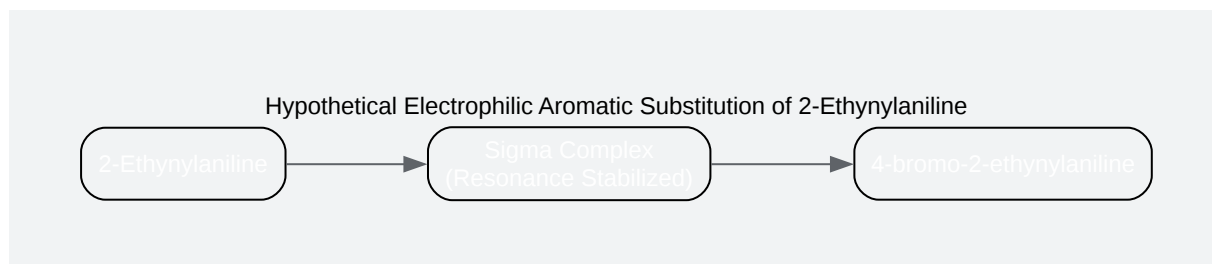 Hypothetical Electrophilic Aromatic Substitution of 2-Ethynylaniline
2-Ethynylaniline
Sigma Complex
(Resonance Stabilized)
4-bromo-2-ethynylaniline